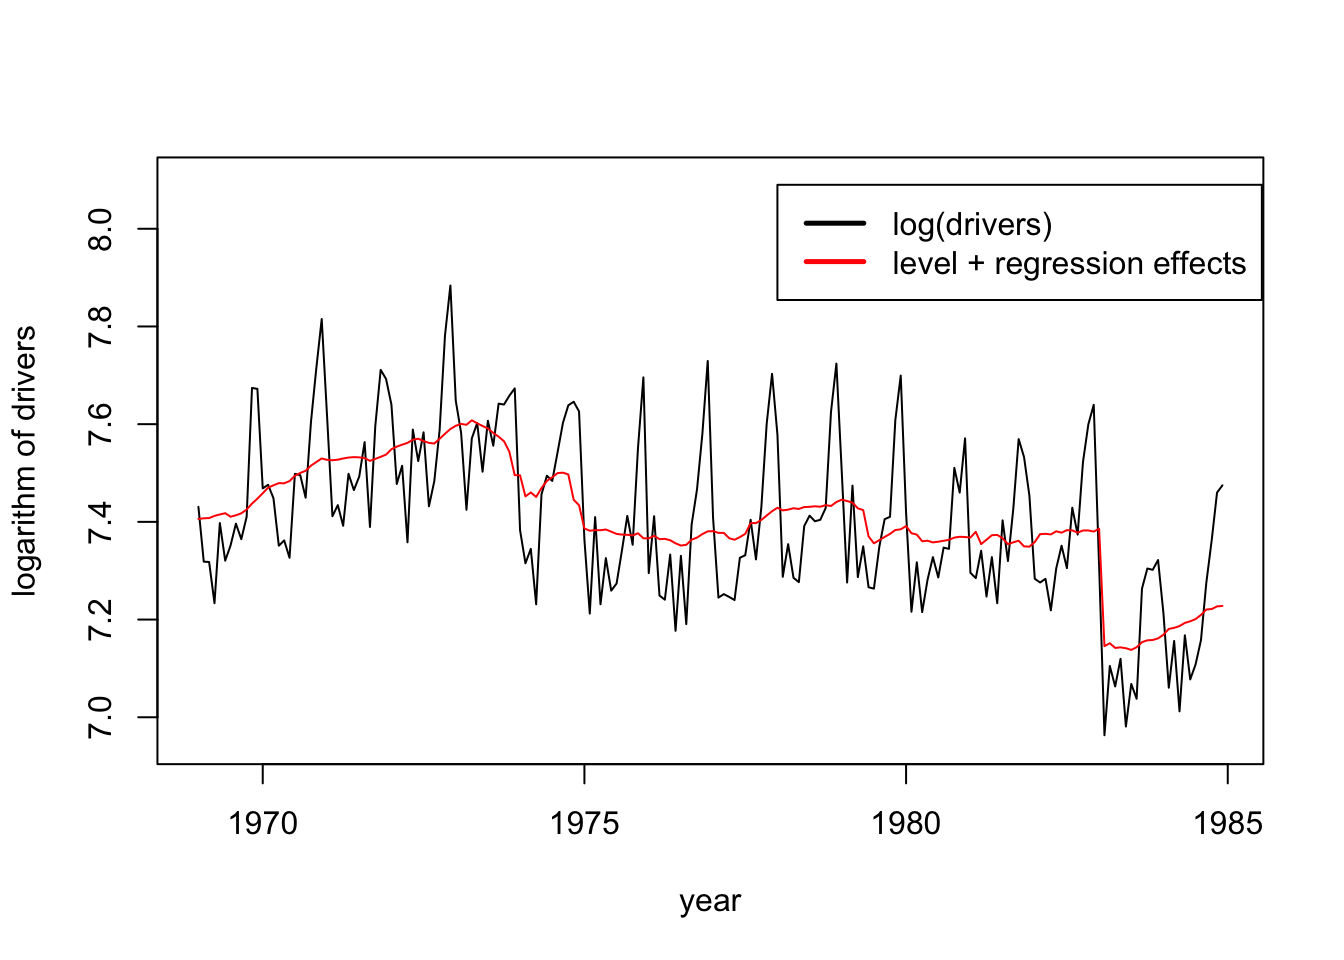 log(drivers)
level + regression effects
logarithm of drivers
8.0
7.8
7.6
7.4
7.2
7.0
1970 1975 1980 1985
year